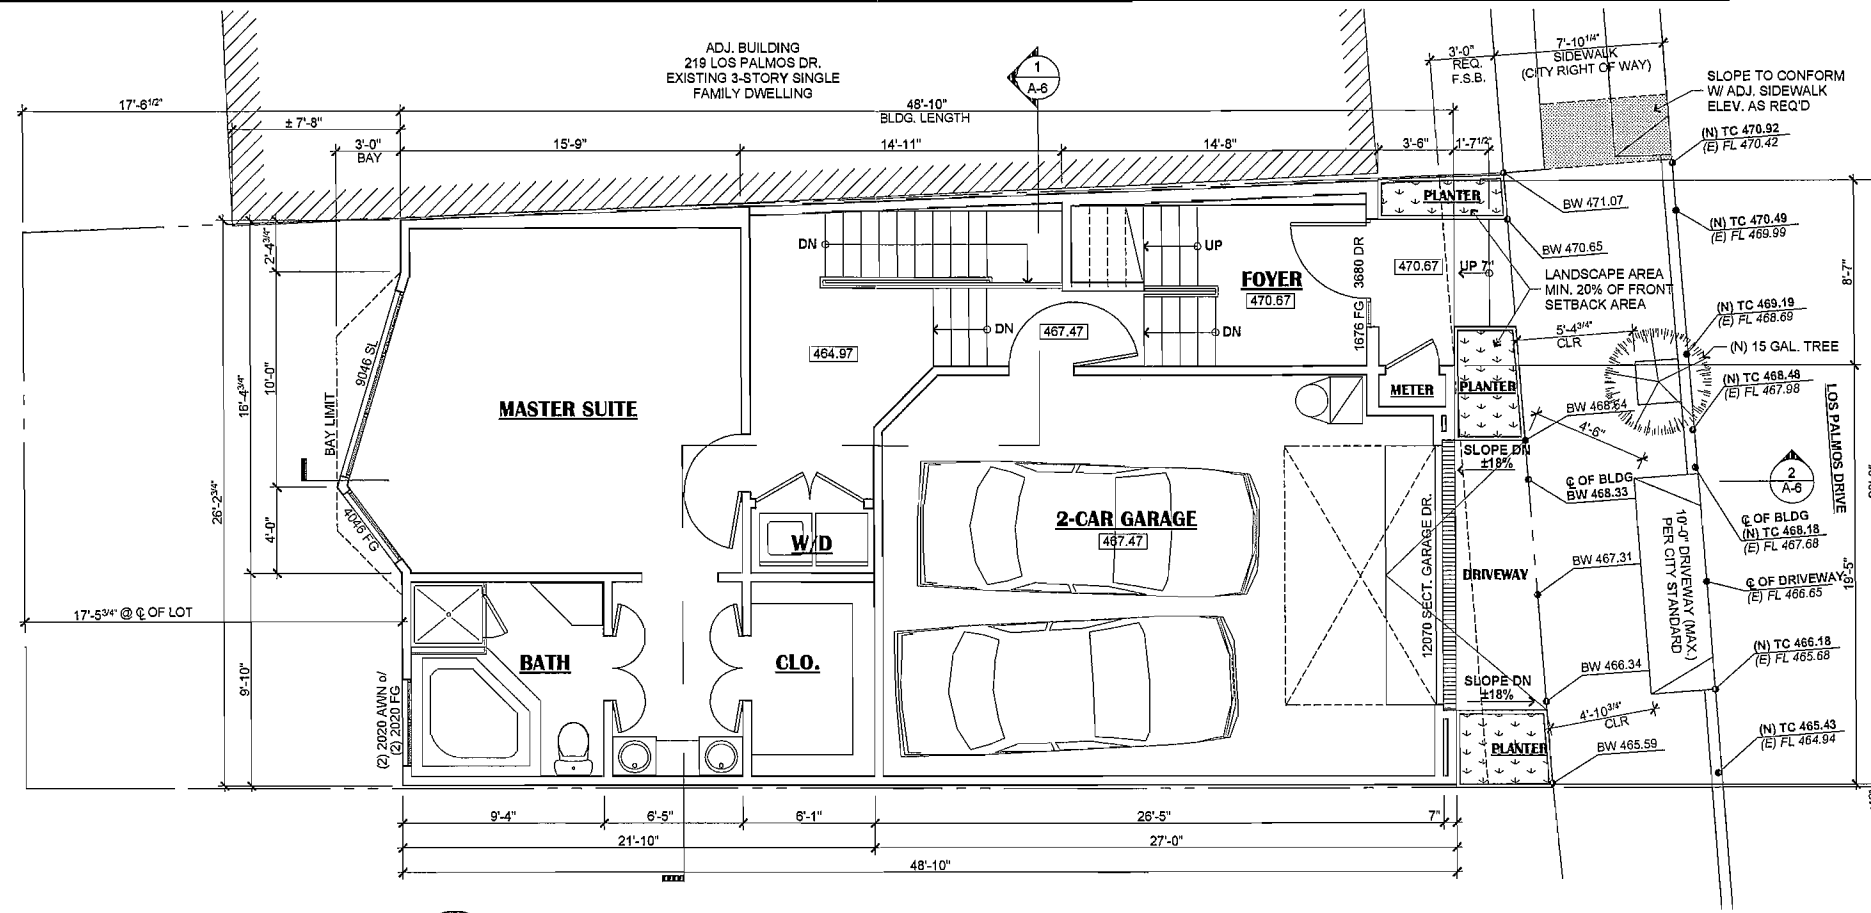 ADJ. BUILDING
219 LOS PALMOS DR.
EXISTING 3-STORY SINGLE
FAMILY DWELLING
1
A-6
3'-0"
REQ.
F.S.B.
7'-10 1/4"
SIDEWALK
(CITY RIGHT OF WAY)
SLOPE TO CONFORM
W/ ADJ. SIDEWALK
ELEV. AS REQ'D
(N) TC 470.92
(E) FL 470.42
17'-6 1/2"
48'-10"
BLDG. LENGTH
± 7'-8"
3'-0"
BAY
15'-9"
14'-11"
14'-8"
3'-6"
1'-7 1/2"
PLANTER
BW 471.07
(N) TC 470.49
(E) FL 469.99
BW 470.65
2'-4 3/4"
DN
UP
FOYER
470.67
3680 DR
1676 FG
470.67
UP 7"
LANDSCAPE AREA
MIN. 20% OF FRONT
SETBACK AREA
8'-7"
(N) TC 469.19
(E) FL 468.69
DN
467.47
DN
464.97
5'-4 3/4"
CLR
(N) 15 GAL. TREE
9046 SL
10'-0"
16'-4 3/4"
BAY LIMIT
MASTER SUITE
METER
PLANTER
(N) TC 468.48
(E) FL 467.98
BW 468.64
4'-6"
LOS PALMOS DRIVE
SLOPE DN
±18%
2
A-6
℄ OF BLDG
BW 468.33
26'-2 3/4"
4'-0"
4046 FG
W/D
2-CAR GARAGE
467.47
12070 SECT. GARAGE DR.
10'-0" DRIVEWAY (MAX.)
PER CITY STANDARD
℄ OF BLDG
(N) TC 468.18
(E) FL 467.68
BW 467.31
DRIVEWAY
℄ OF DRIVEWAY
(E) FL 466.65
19'-5"
17'-5 3/4" @ ℄ OF LOT
9'-10"
BATH
CLO.
(2) 2020 AWN o/
(2) 2020 FG
BW 466.34
(N) TC 466.18
(E) FL 465.68
SLOPE DN
±18%
4'-10 3/4"
CLR
PLANTER
BW 465.59
(N) TC 465.43
(E) FL 464.94
9'-4"
6'-5"
6'-1"
26'-5"
7"
21'-10"
27'-0"
48'-10"